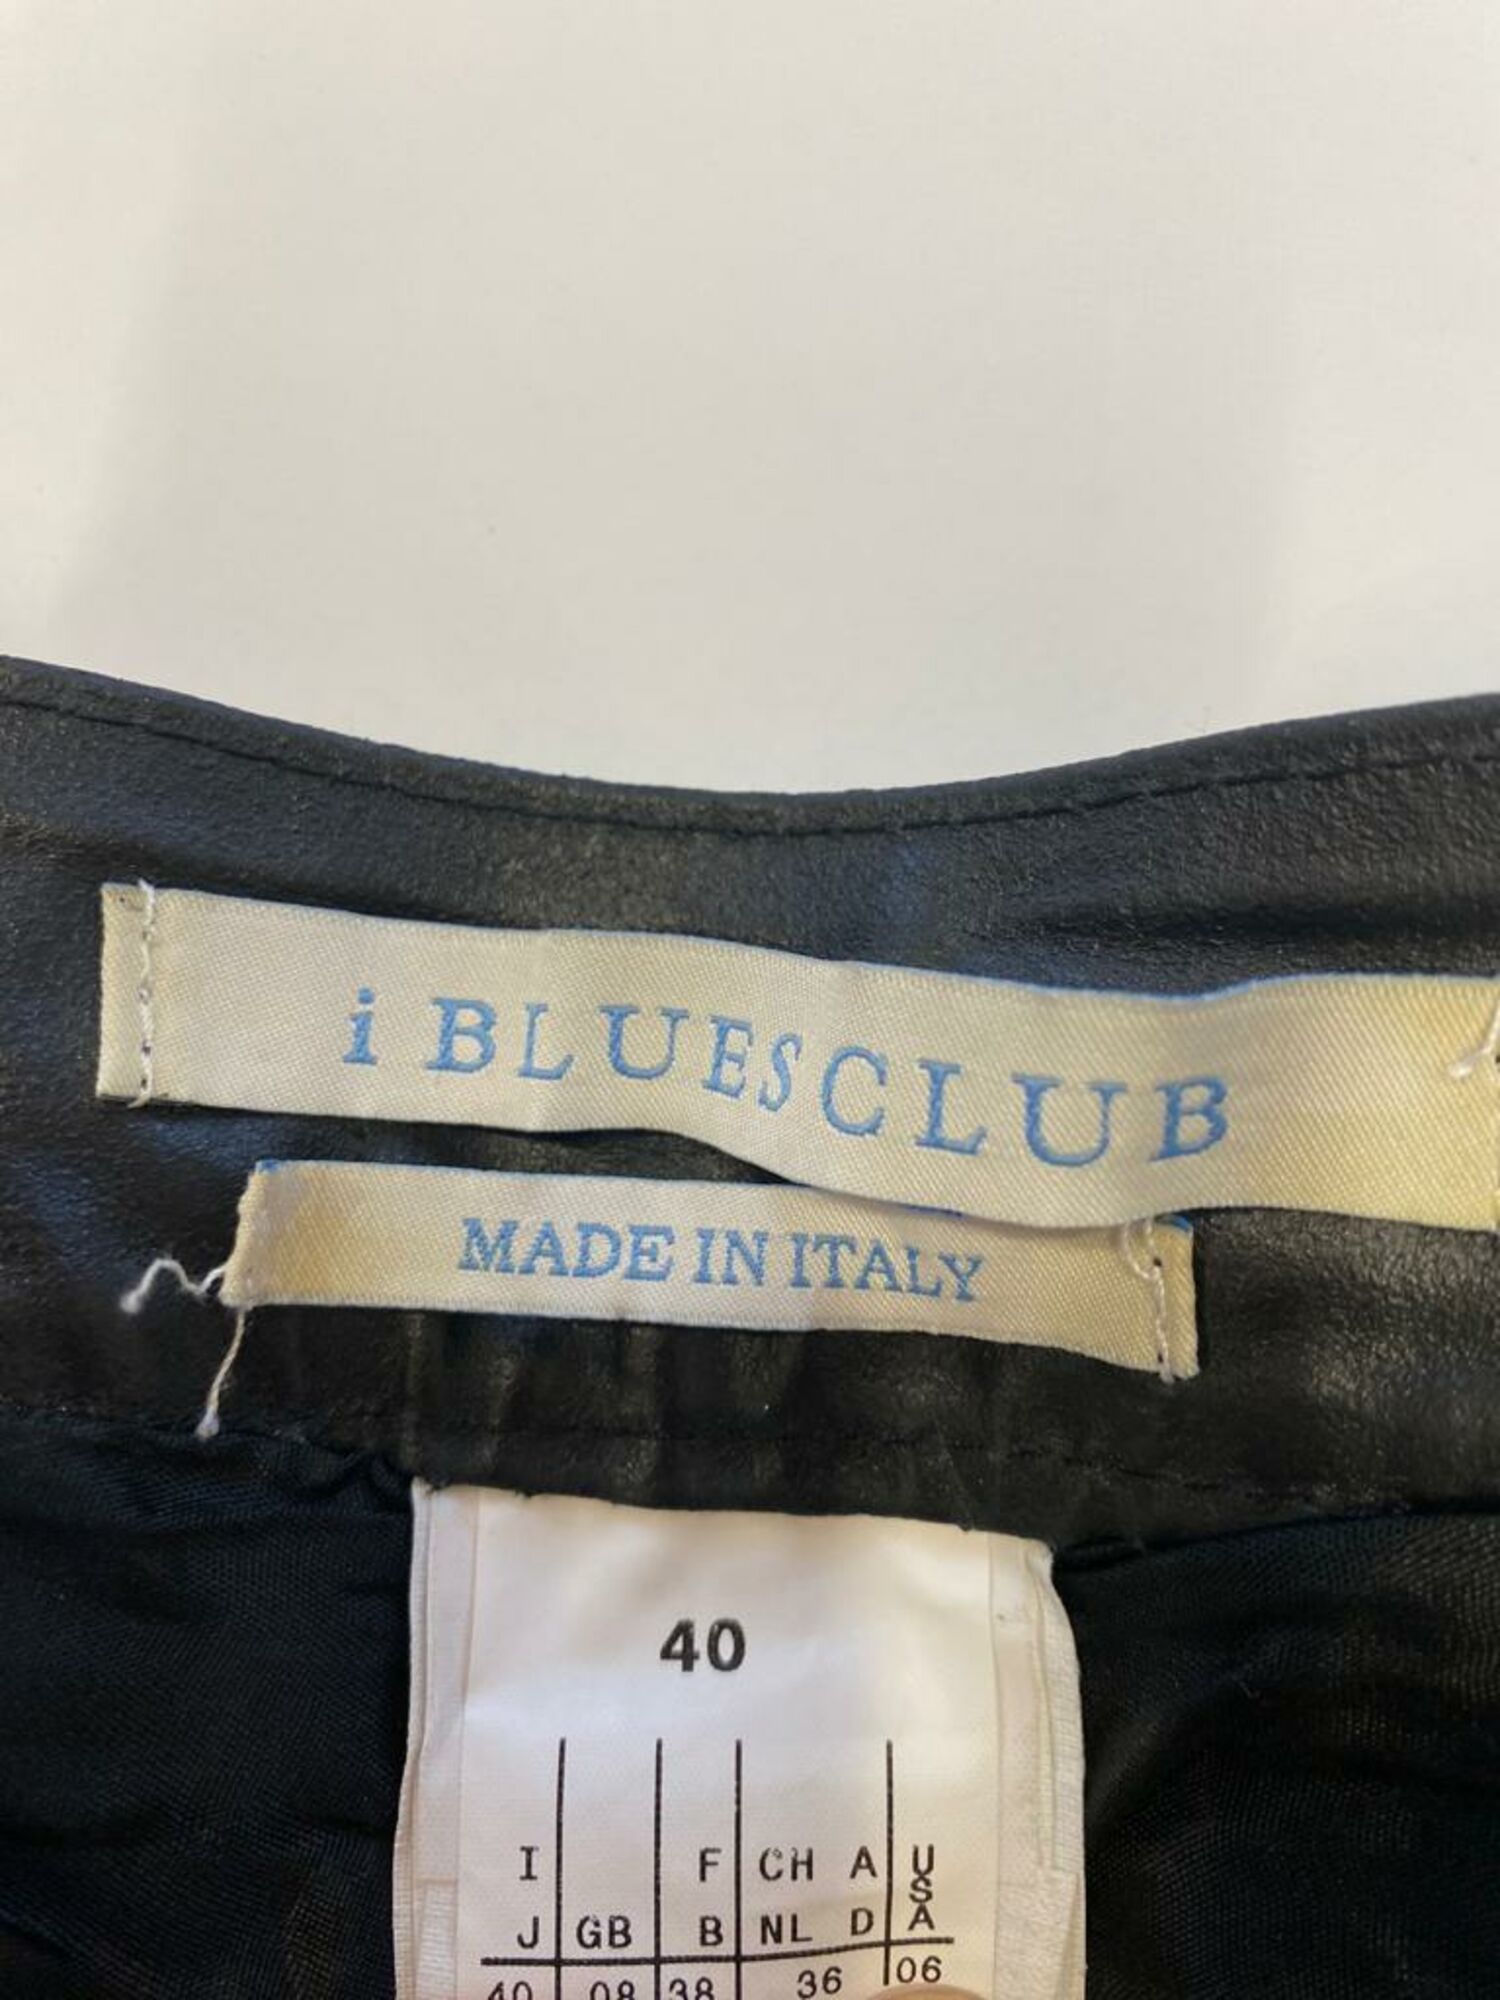 i BLUESCLUB
MADE IN ITALY
40
I F CH A USA
J GB B NL D
40 08 38 36 06